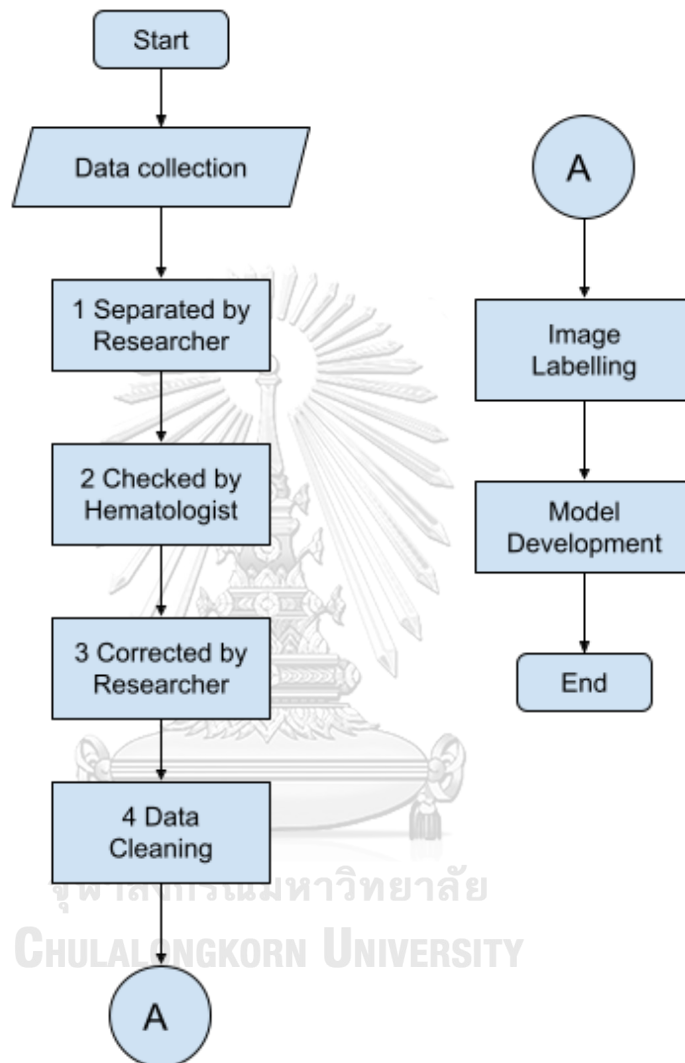 Start
Data collection
1 Separated by
Researcher
2 Checked by
Hematologist
3 Corrected by
Researcher
4 Data
Cleaning
A
A
Image
Labelling
Model
Development
End
จุฬาลงกรณ์มหาวิทยาลัย
CHULALONGKORN UNIVERSITY